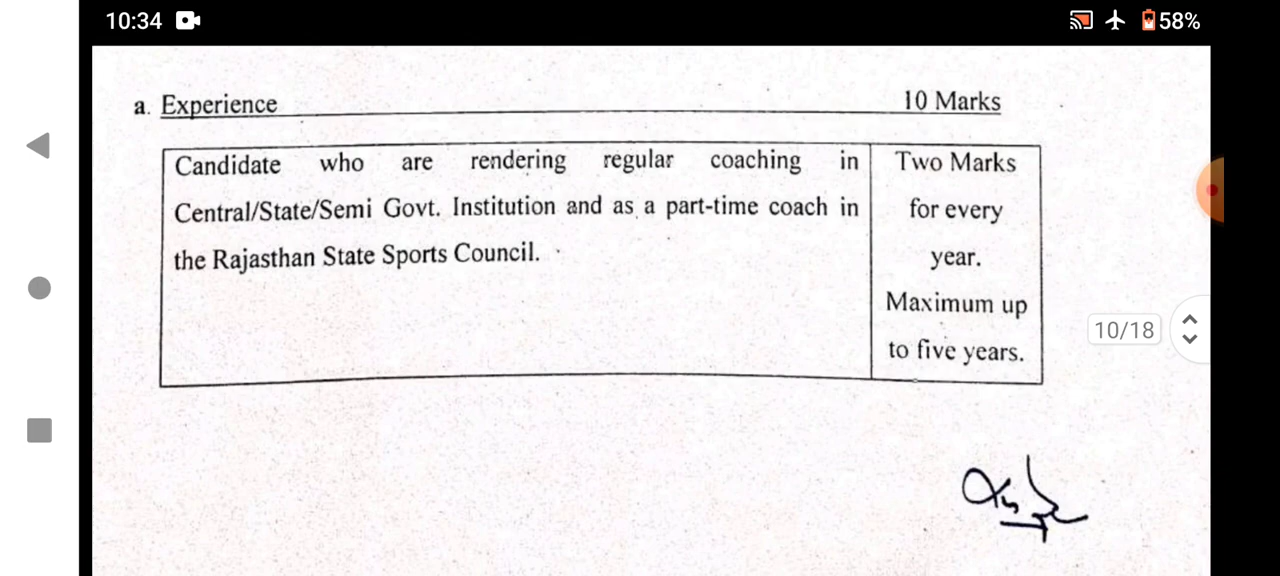 10:34
58%
a. Experience 10 Marks
Candidate who are rendering regular coaching in
Central/State/Semi Govt. Institution and as a part-time coach in
the Rajasthan State Sports Council.
Two Marks
for every
year.
Maximum up
to five years.
10/18